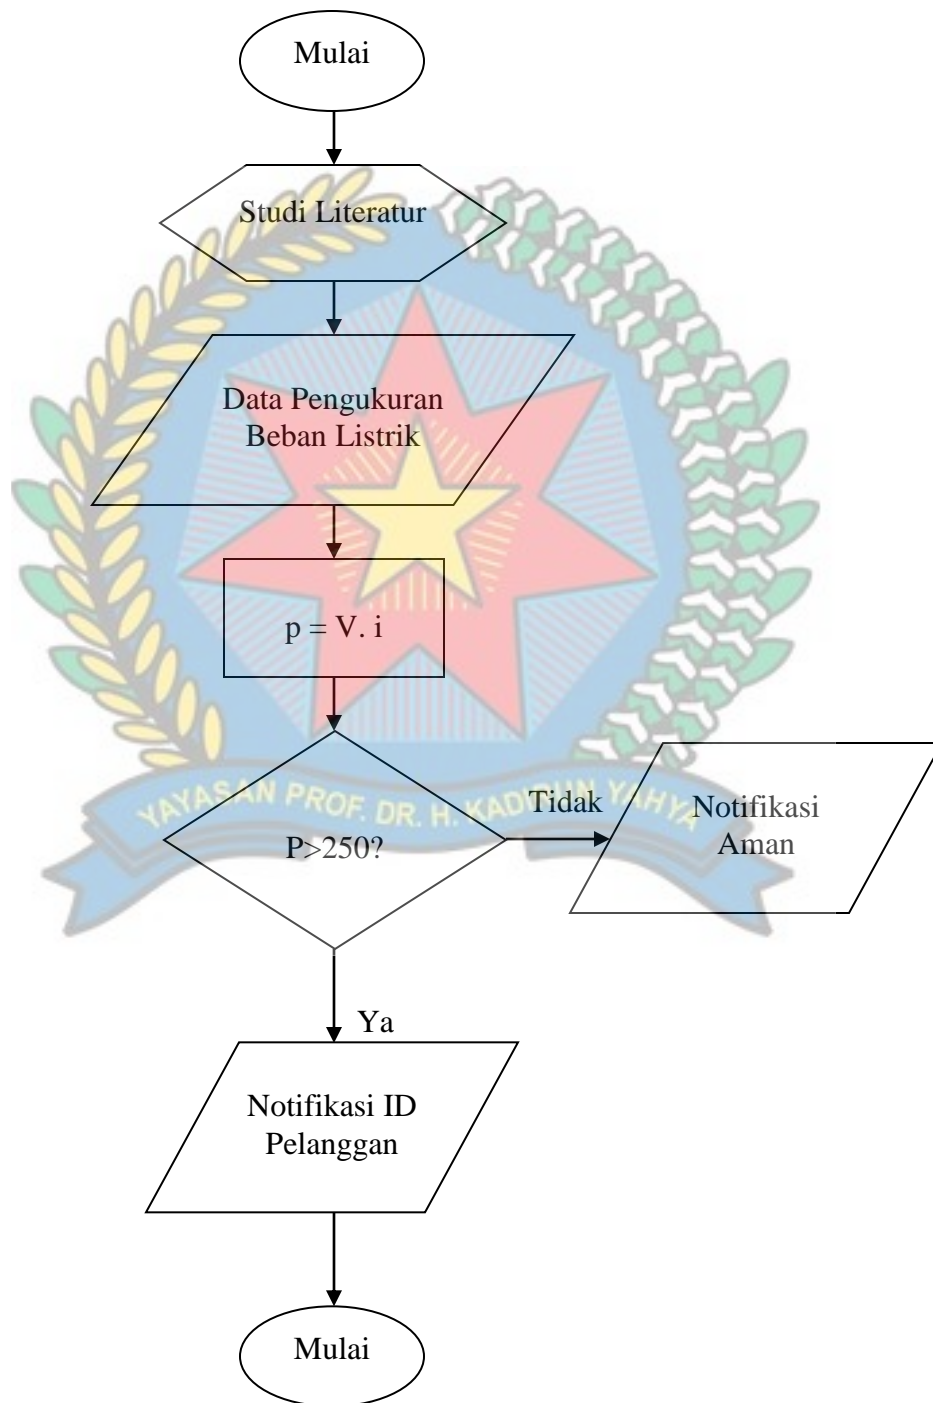 Mulai
Studi Literatur
Data Pengukuran
Beban Listrik
p = V. i
YAYASAN PROF. DR. H. KADIRUN YAHYA
P>250?
Tidak
Notifikasi
Aman
Ya
Notifikasi ID
Pelanggan
Mulai